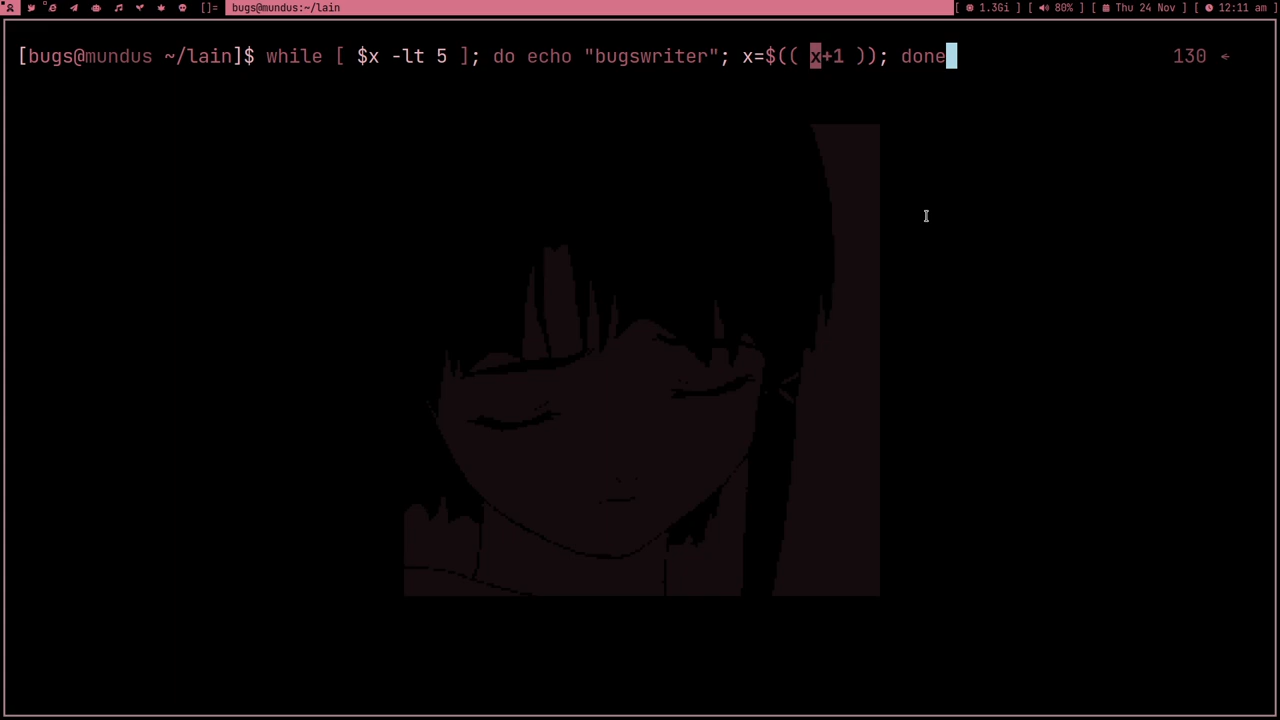 []= bugs@mundus:~/lain [ 1.3Gi ] [ 80% ] [ Thu 24 Nov ] [ 12:11 am ]
[bugs@mundus ~/lain]$ while [ $x -lt 5 ]; do echo "bugswriter"; x=$(( x+1 )); done 130 ←